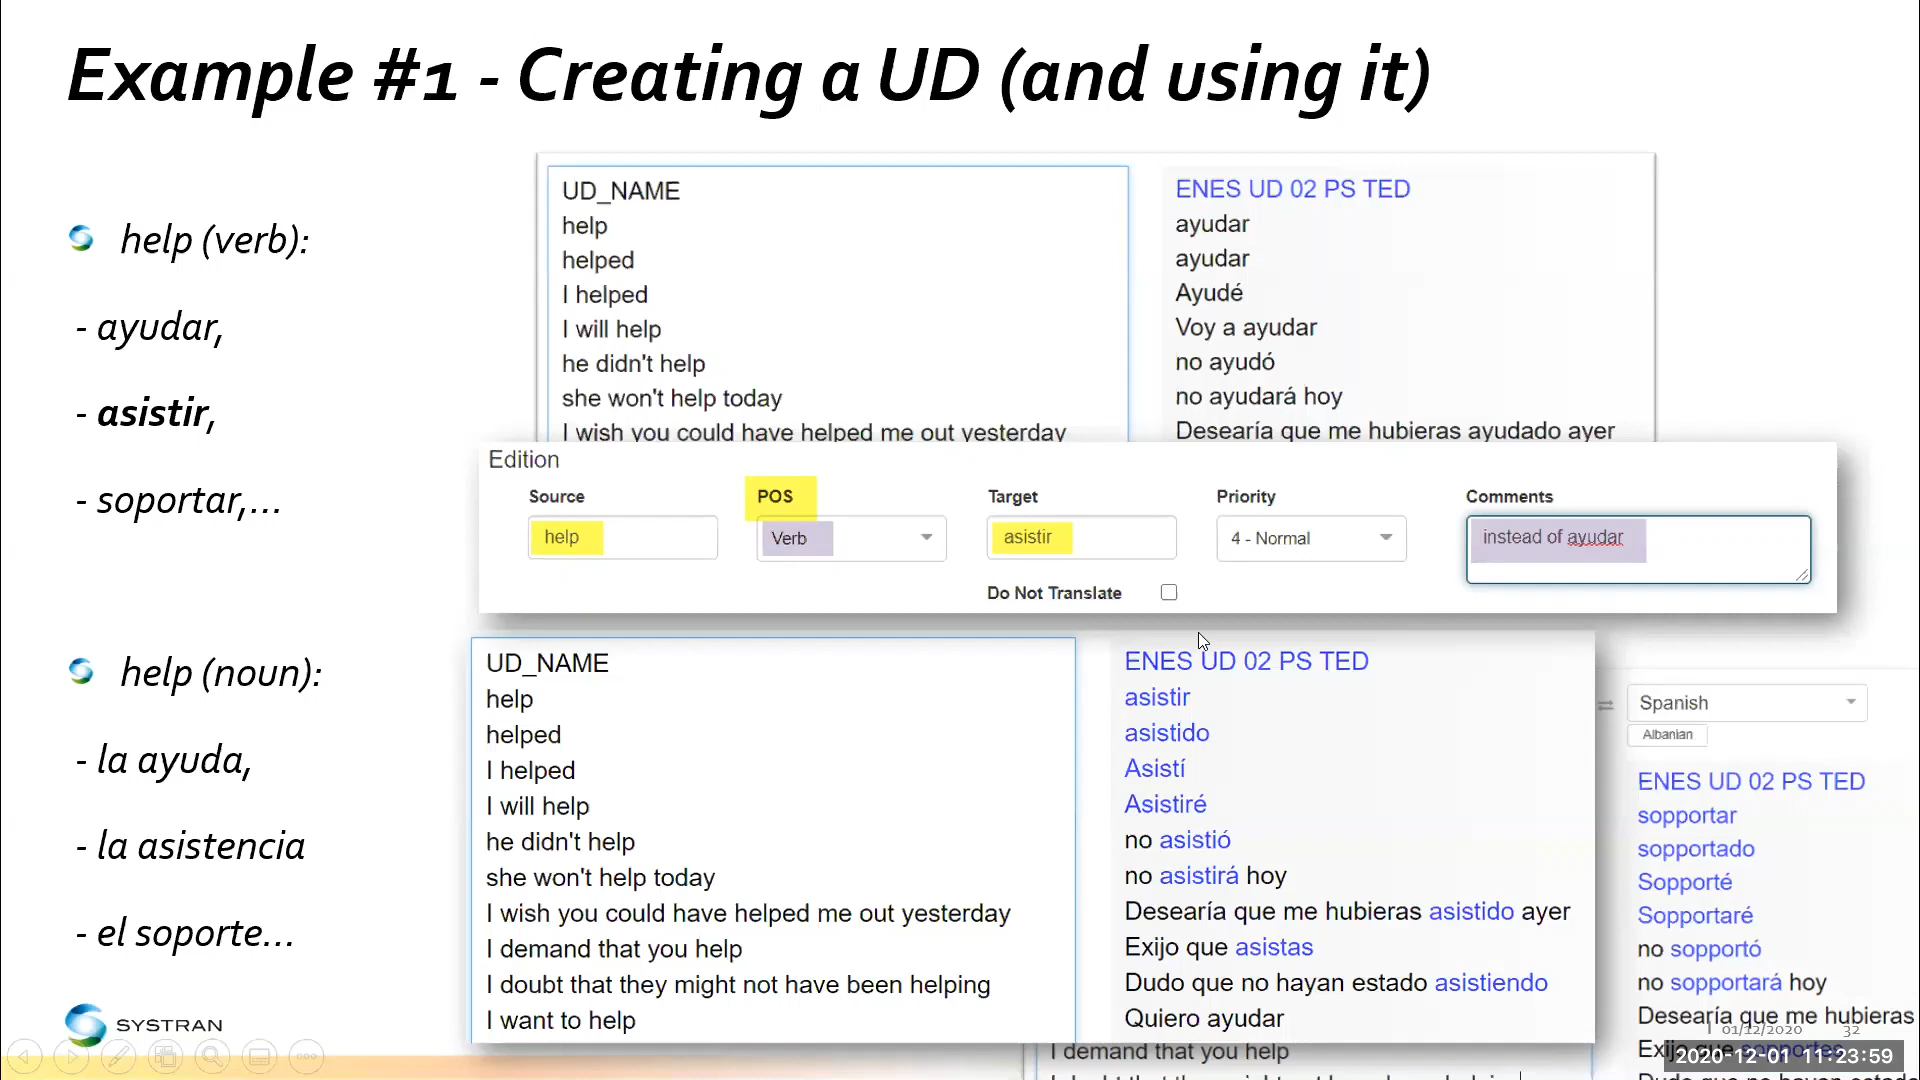 Example #1 - Creating a UD (and using it)
help (verb):
- ayudar,
- asistir,
- soportar,...
help (noun):
- la ayuda,
- la asistencia
- el soporte...
SYSTRAN
UD_NAME
help
helped
I helped
I will help
he didn't help
she won't help today
I wish you could have helped me out yesterday
ENES UD 02 PS TED
ayudar
ayudar
Ayudé
Voy a ayudar
no ayudó
no ayudará hoy
Desearía que me hubieras ayudado ayer
Edition
Source
POS
Target
Priority
Comments
help
Verb
asistir
4 - Normal
instead of ayudar
Do Not Translate
UD_NAME
help
helped
I helped
I will help
he didn't help
she won't help today
I wish you could have helped me out yesterday
I demand that you help
I doubt that they might not have been helping
I want to help
ENES UD 02 PS TED
asistir
asistido
Asistí
Asistiré
no asistió
no asistirá hoy
Desearía que me hubieras asistido ayer
Exijo que asistas
Dudo que no hayan estado asistiendo
Quiero ayudar
I demand that you help
Spanish
Albanian
ENES UD 02 PS TED
sopportar
sopportado
Sopporté
Sopportaré
no sopportó
no sopportará hoy
Desearía que me hubieras
01/12/2020
32
2020-12-01 11:23:59